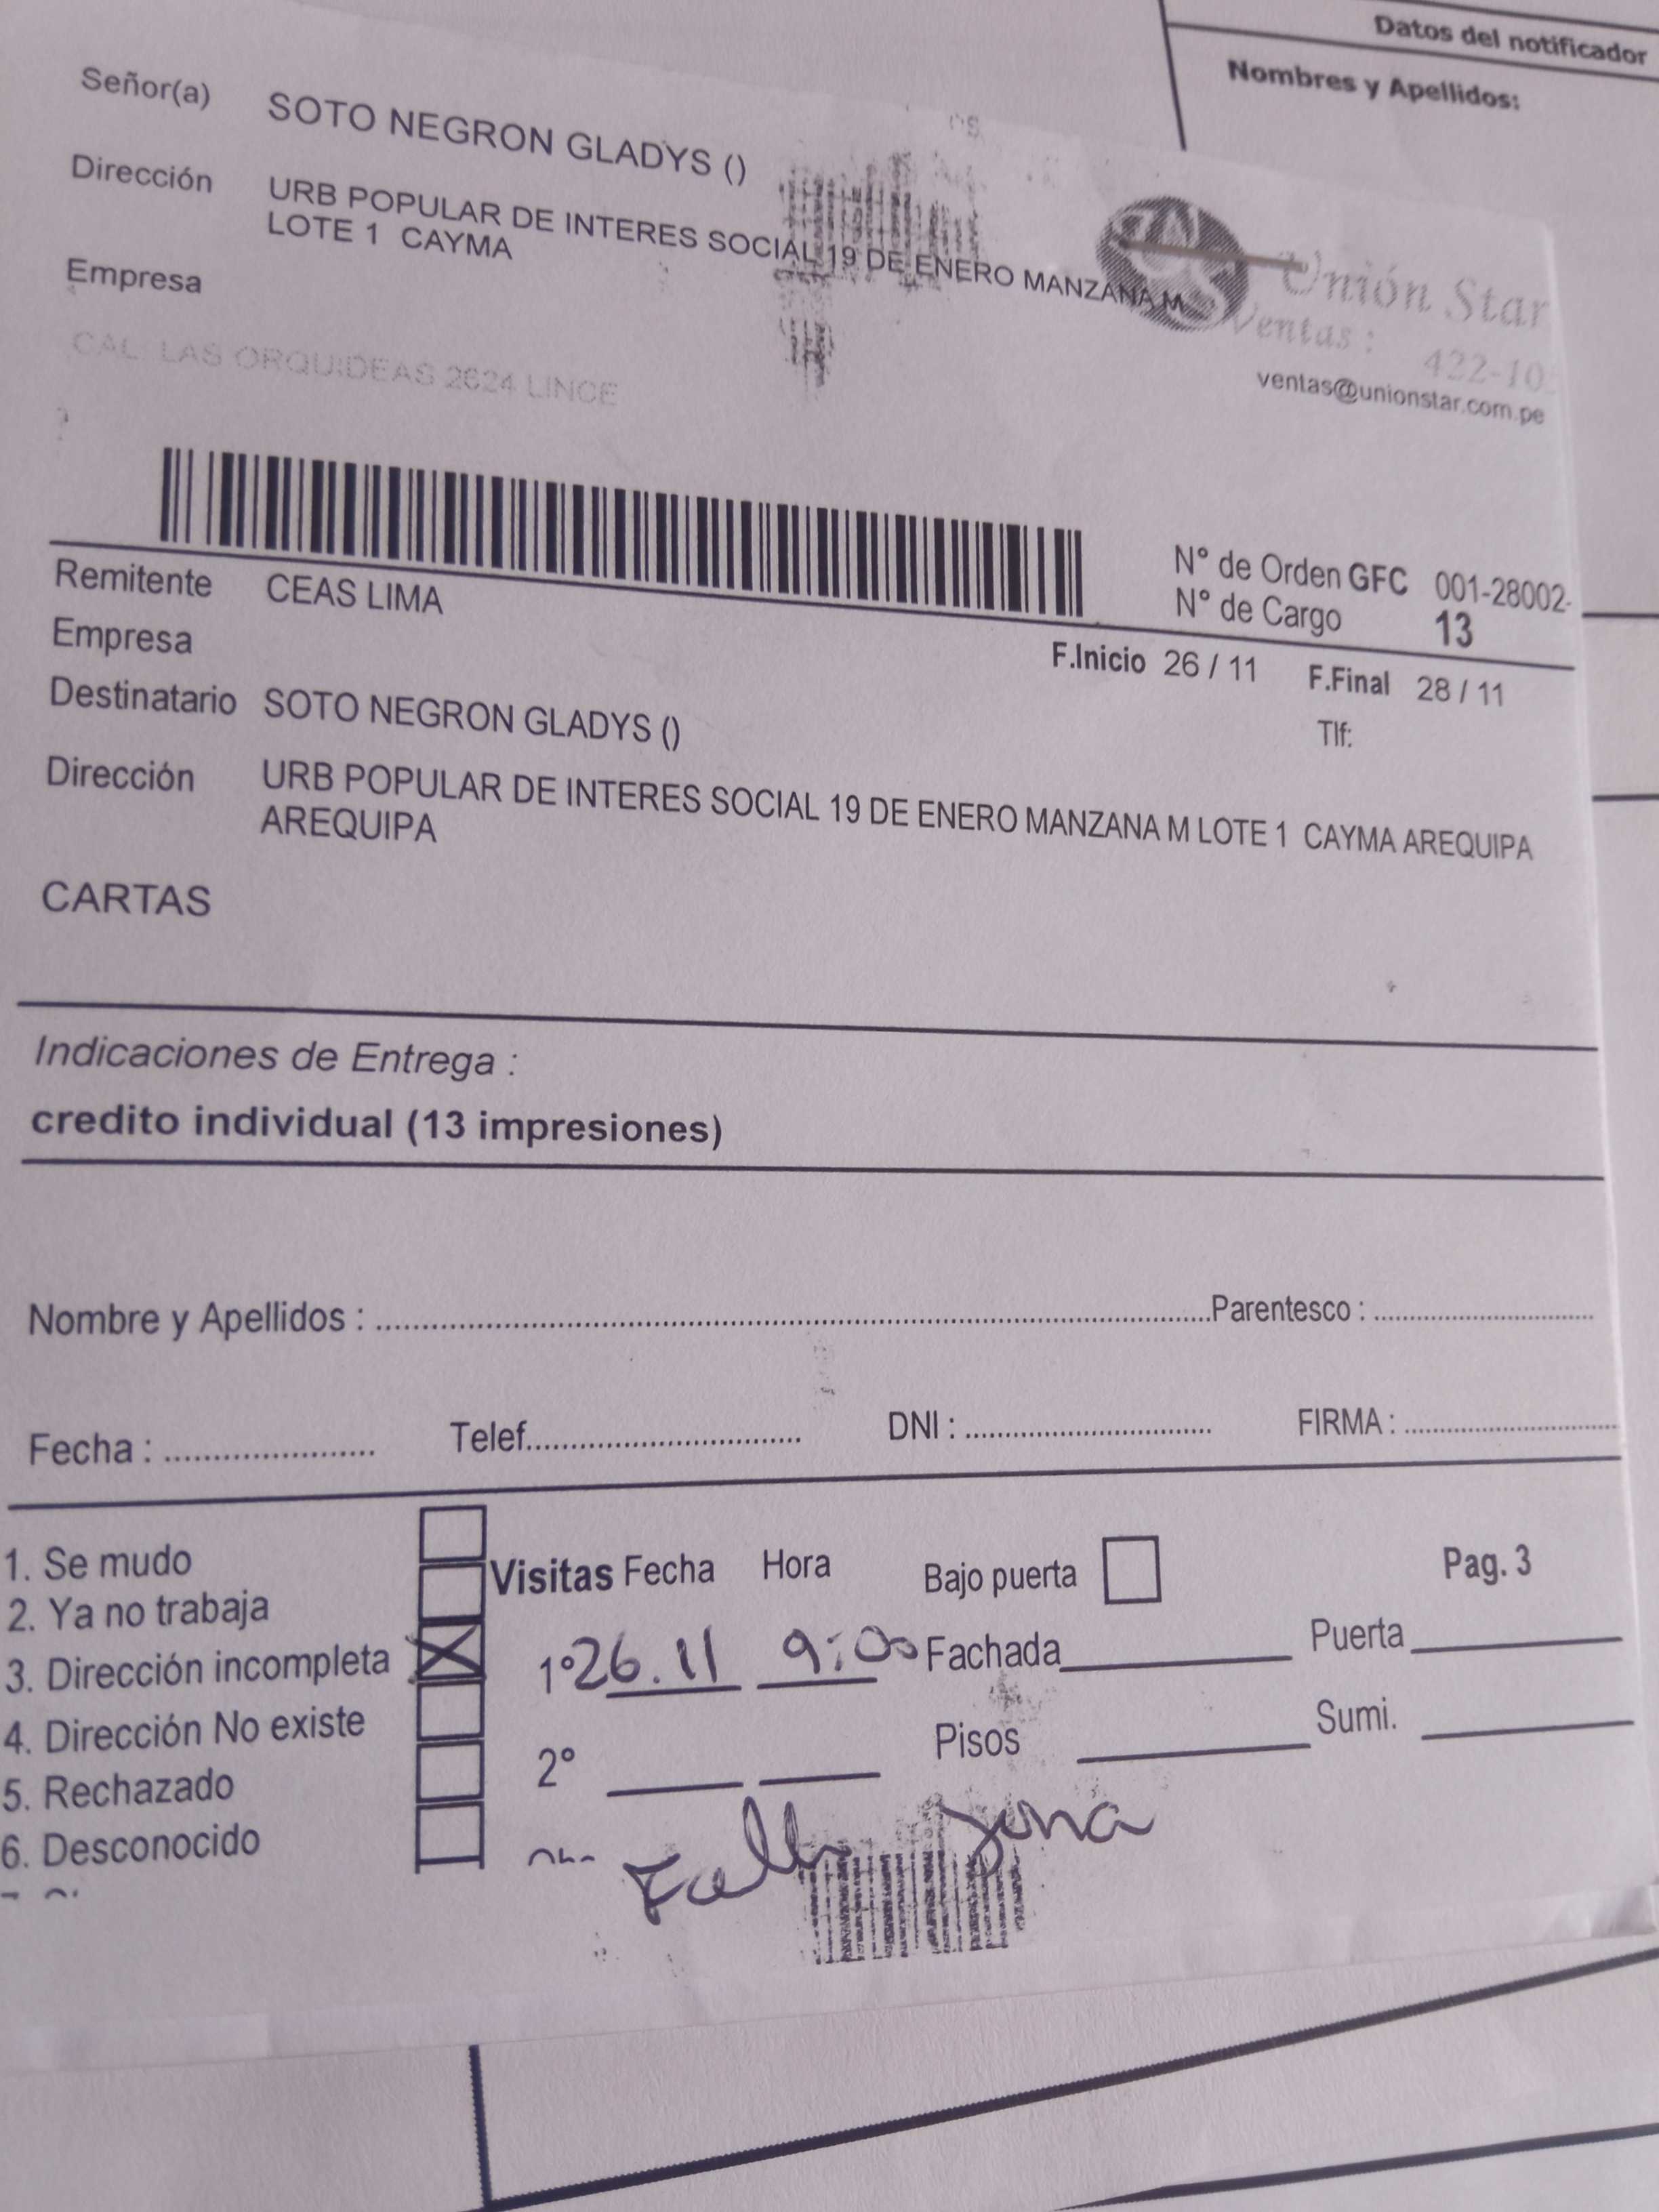 Datos del notificador
Nombres y Apellidos:
Señor(a) SOTO NEGRON GLADYS ()
Dirección URB POPULAR DE INTERES SOCIAL 19 DE ENERO MANZANA M
LOTE 1 CAYMA
Empresa
Unión Star
Ventas : 422-10
ventas@unionstar.com.pe
CAL. LAS ORQUIDEAS 2624 LINCE
N° de Orden GFC 001-28002-
N° de Cargo 13
Remitente CEAS LIMA
Empresa
F.Inicio 26 / 11 F.Final 28 / 11
Destinatario SOTO NEGRON GLADYS ()
Tlf:
Dirección URB POPULAR DE INTERES SOCIAL 19 DE ENERO MANZANA M LOTE 1 CAYMA AREQUIPA
AREQUIPA
CARTAS
Indicaciones de Entrega :
credito individual (13 impresiones)
Nombre y Apellidos : Parentesco :
Fecha : Telef. DNI : FIRMA :
1. Se mudo
2. Ya no trabaja
3. Dirección incompleta
4. Dirección No existe
5. Rechazado
6. Desconocido
Visitas Fecha Hora Bajo puerta Pag. 3
1° 26.11 9:00 Fachada Puerta
2° Pisos Sumi.
Falta zona